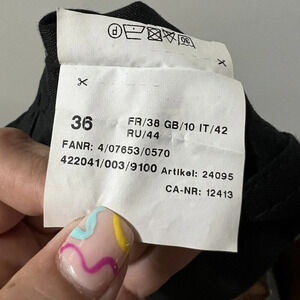 36 FR/38 GB/10 IT/42
RU/44
FANR: 4/07653/0570
422041/003/9100 Artikel: 24095
CA-NR: 12413